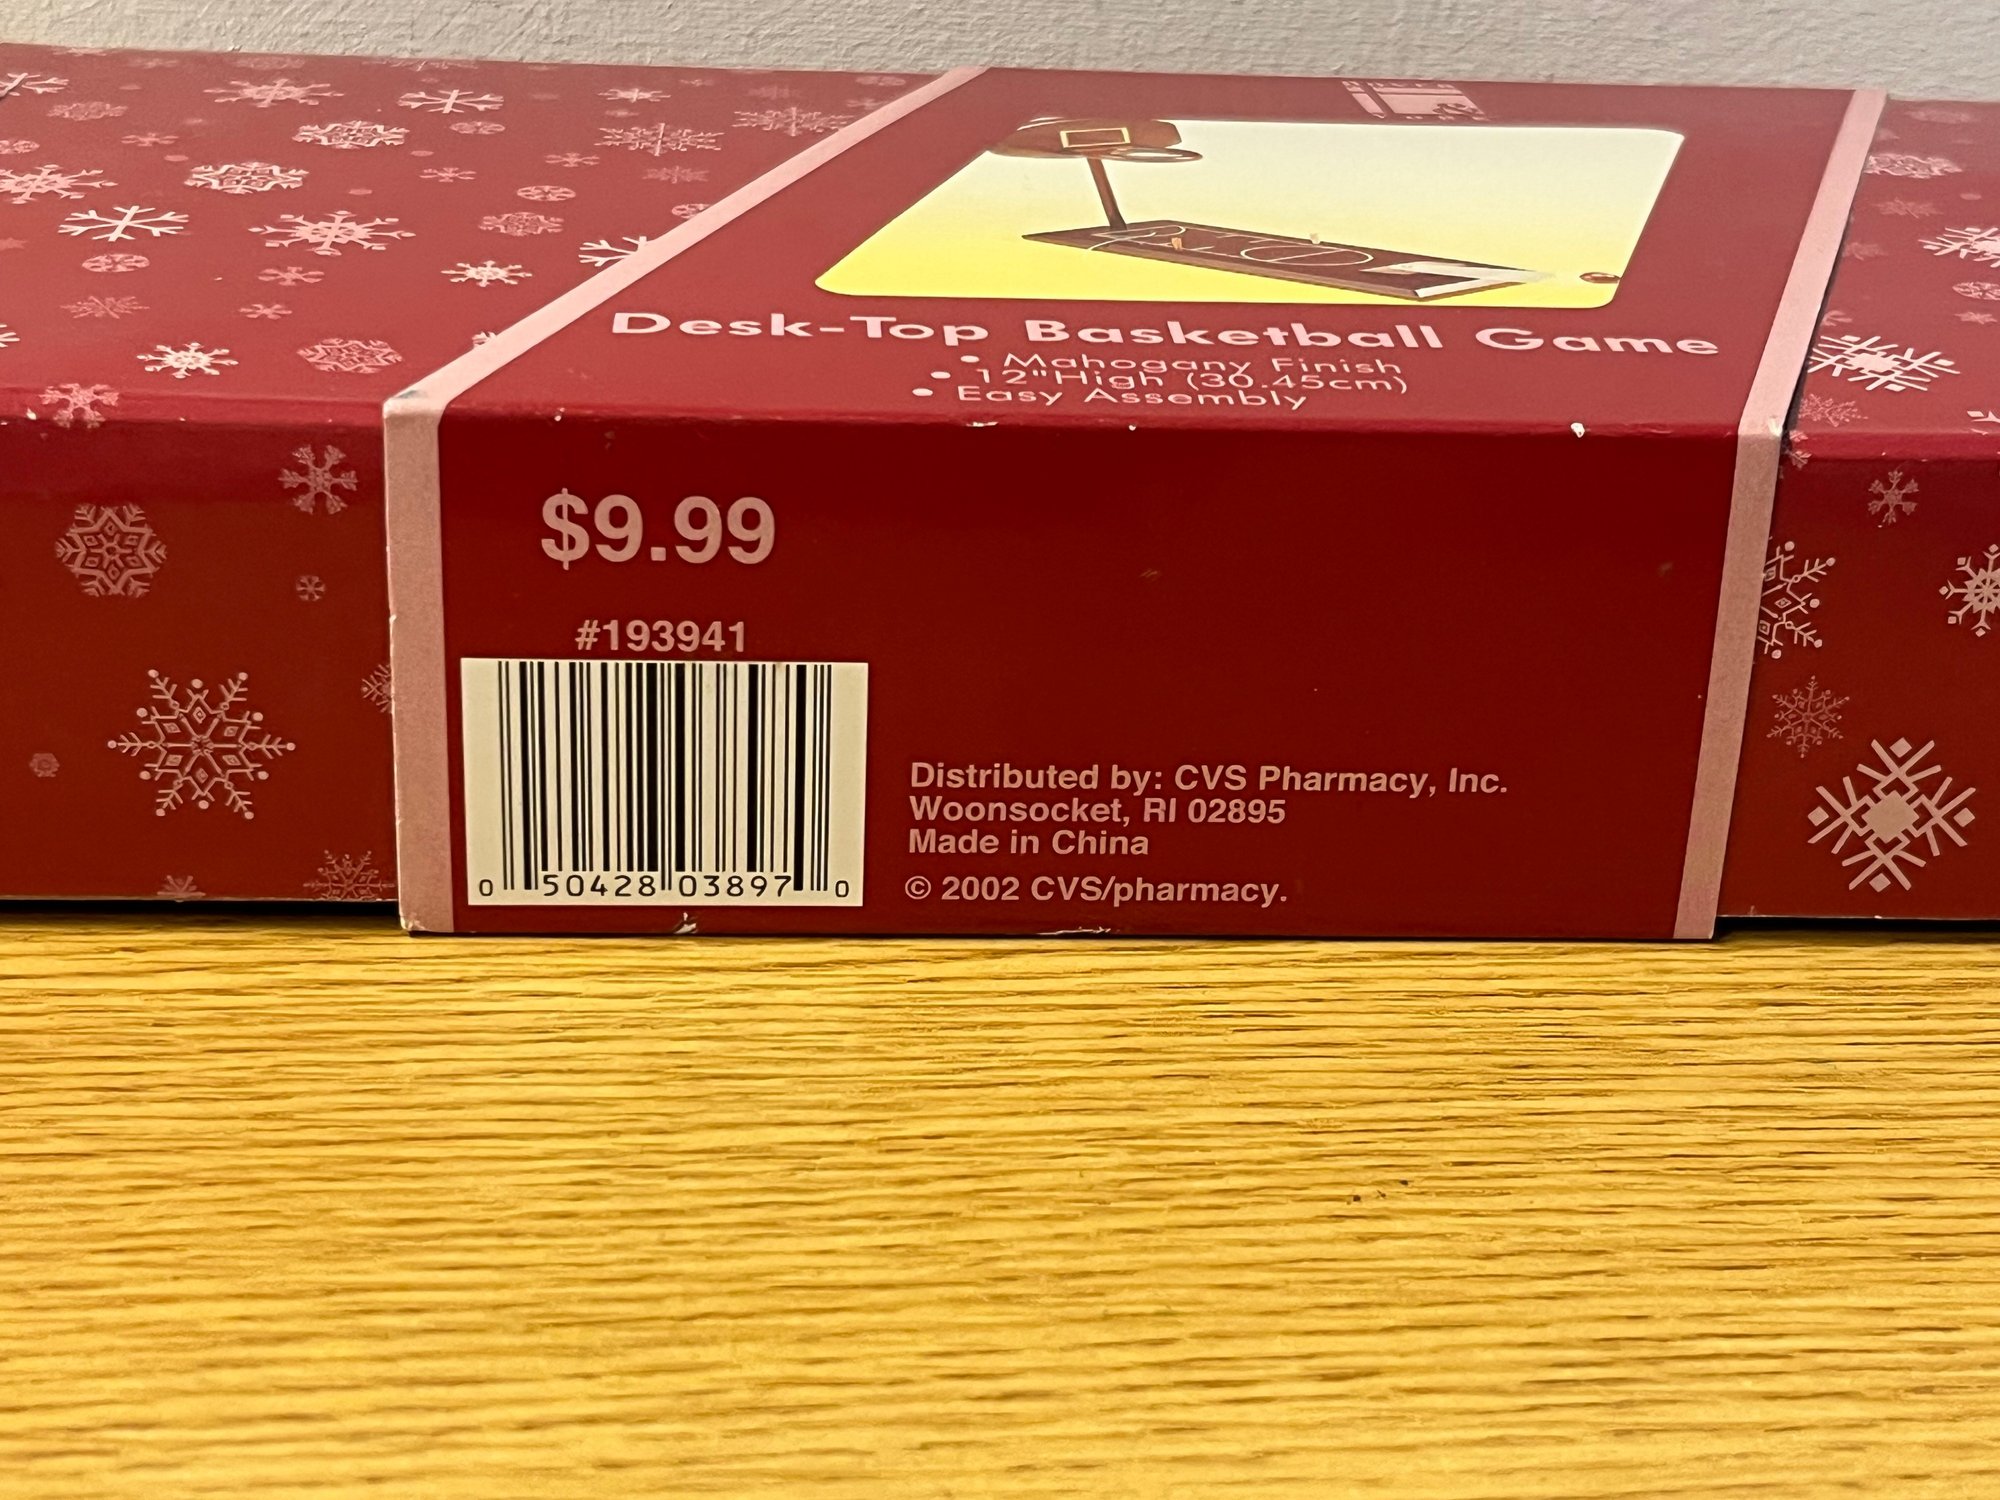 Desk-Top Basketball Game
• Mahogany Finish
• 12"High (30.45cm)
• Easy Assembly
$9.99
#193941
0 50428 03897 0
Distributed by: CVS Pharmacy, Inc.
Woonsocket, RI 02895
Made in China
© 2002 CVS/pharmacy.